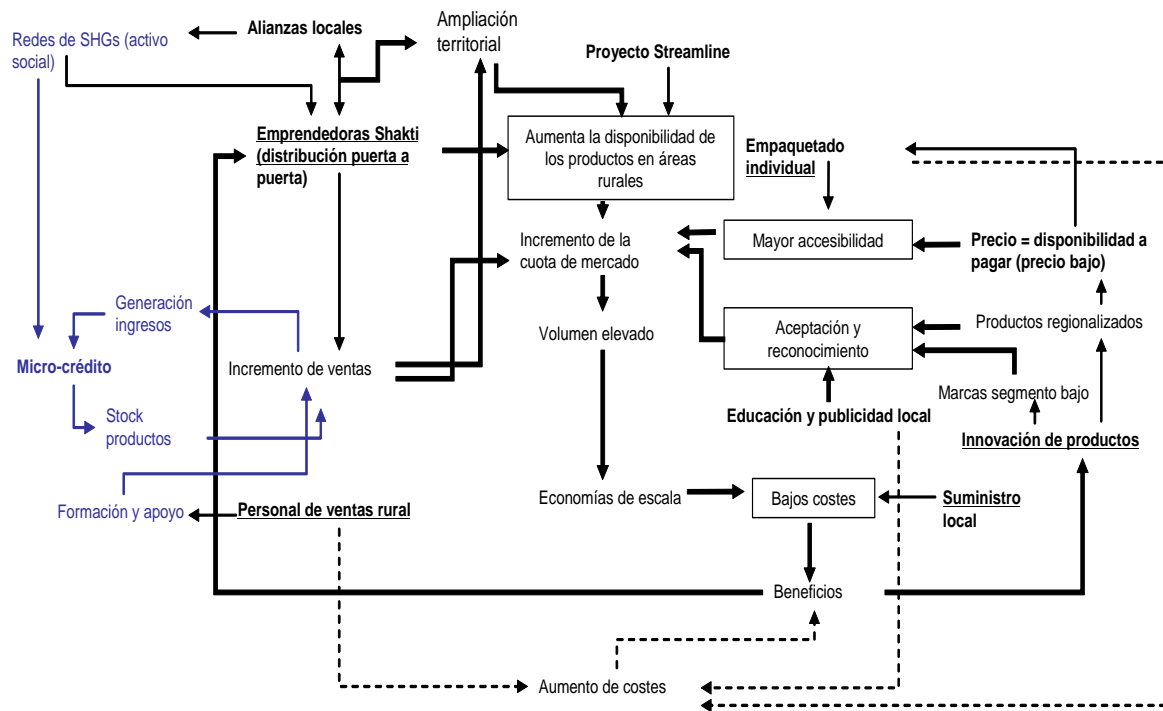 Ampliación
territorial
Alianzas locales
Redes de SHGs (activo
social)
Proyecto Streamline
Emprendedoras Shakti
(distribución puerta a
puerta)
Aumenta la disponibilidad de
los productos en áreas
rurales
Empaquetado
individual
Incremento de la
cuota de mercado
Mayor accesibilidad
Precio = disponibilidad a
pagar (precio bajo)
Generación
ingresos
Volumen elevado
Aceptación y
reconocimiento
Productos regionalizados
Micro-crédito
Incremento de ventas
Marcas segmento bajo
Stock
productos
Educación y publicidad local
Innovación de productos
Formación y apoyo
Personal de ventas rural
Economías de escala
Bajos costes
Suministro
local
Beneficios
Aumento de costes